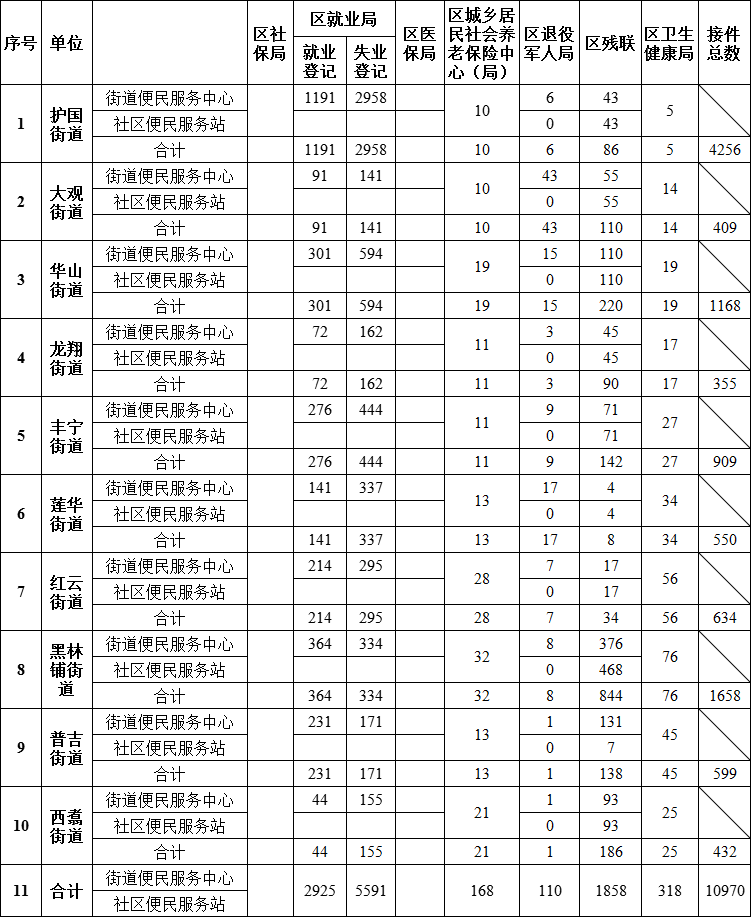 序号 单位 区社保局 区就业局 区医保局 区城乡居民社会养老保险中心（局） 区退役军人局 区残联 区卫生健康局 接件总数
就业登记 失业登记
1 护国街道 街道便民服务中心 1191 2958 10 6 43 5
社区便民服务站 0 43
合计 1191 2958 10 6 86 5 4256
2 大观街道 街道便民服务中心 91 141 10 43 55 14
社区便民服务站 0 55
合计 91 141 10 43 110 14 409
3 华山街道 街道便民服务中心 301 594 19 15 110 19
社区便民服务站 0 110
合计 301 594 19 15 220 19 1168
4 龙翔街道 街道便民服务中心 72 162 11 3 45 17
社区便民服务站 0 45
合计 72 162 11 3 90 17 355
5 丰宁街道 街道便民服务中心 276 444 11 9 71 27
社区便民服务站 0 71
合计 276 444 11 9 142 27 909
6 莲华街道 街道便民服务中心 141 337 13 17 4 34
社区便民服务站 0 4
合计 141 337 13 17 8 34 550
7 红云街道 街道便民服务中心 214 295 28 7 17 56
社区便民服务站 0 17
合计 214 295 28 7 34 56 634
8 黑林铺街道 街道便民服务中心 364 334 32 8 376 76
社区便民服务站 0 468
合计 364 334 32 8 844 76 1658
9 普吉街道 街道便民服务中心 231 171 13 1 131 45
社区便民服务站 0 7
合计 231 171 13 1 138 45 599
10 西翥街道 街道便民服务中心 44 155 21 1 93 25
社区便民服务站 0 93
合计 44 155 21 1 186 25 432
11 合计 街道便民服务中心 2925 5591 168 110 1858 318 10970
社区便民服务站